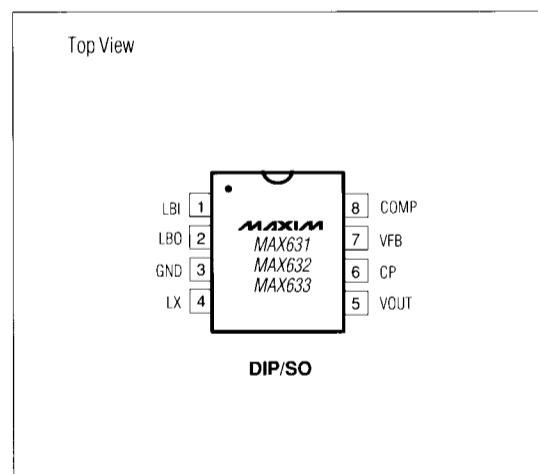 Top View
LBI 1
LBO 2
GND 3
LX 4
MAXIM
MAX631
MAX632
MAX633
8 COMP
7 VFB
6 CP
5 VOUT
DIP/SO